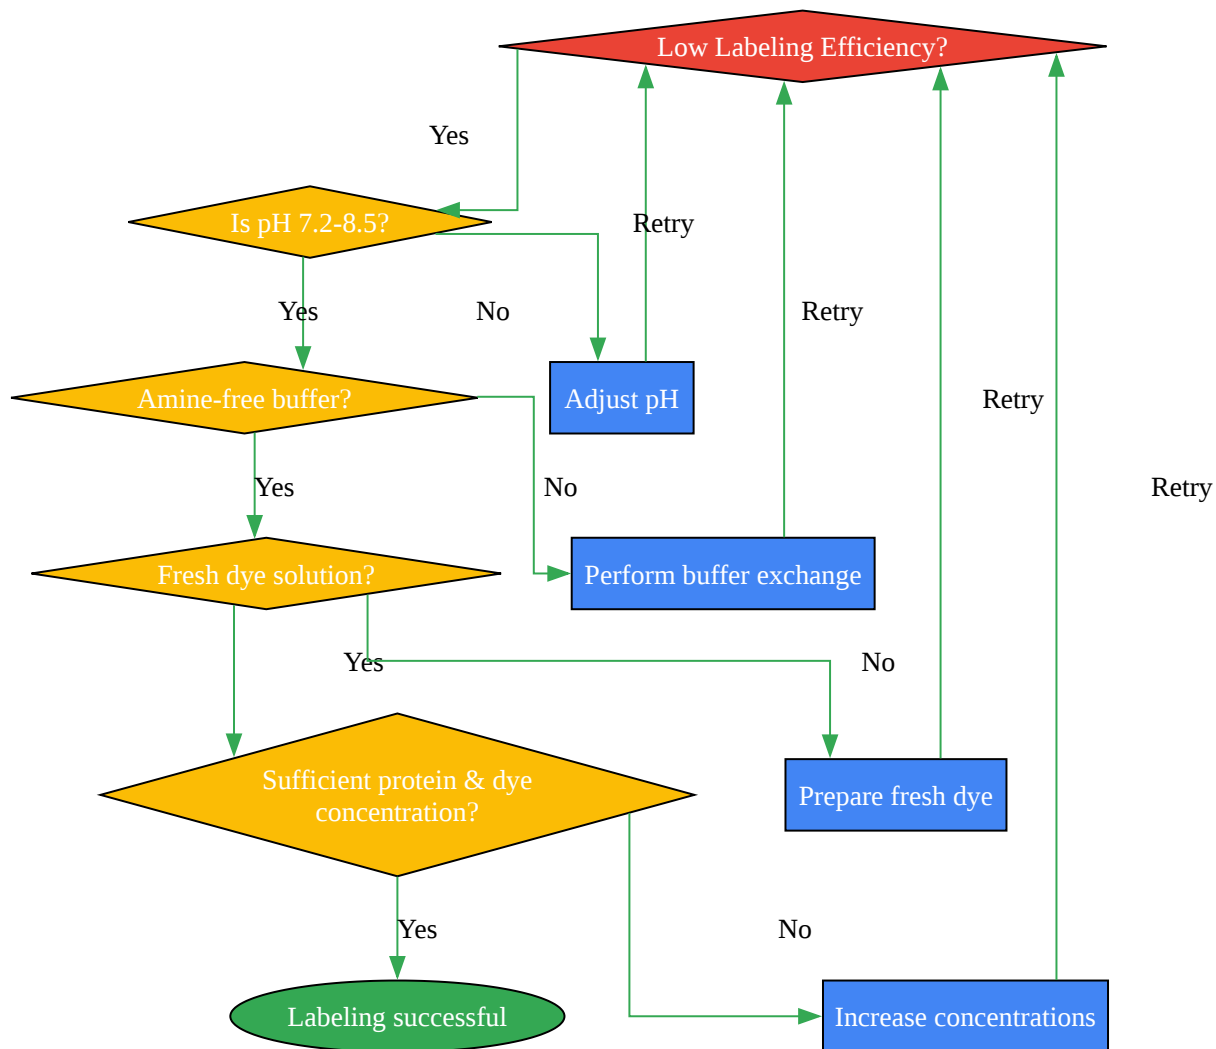 Low Labeling Efficiency?
Yes
Is pH 7.2-8.5?
Retry
Yes
No
Retry
Amine-free buffer?
Adjust pH
Retry
Yes
No
Retry
Fresh dye solution?
Perform buffer exchange
Yes
No
Sufficient protein & dye
concentration?
Prepare fresh dye
Yes
No
Labeling successful
Increase concentrations